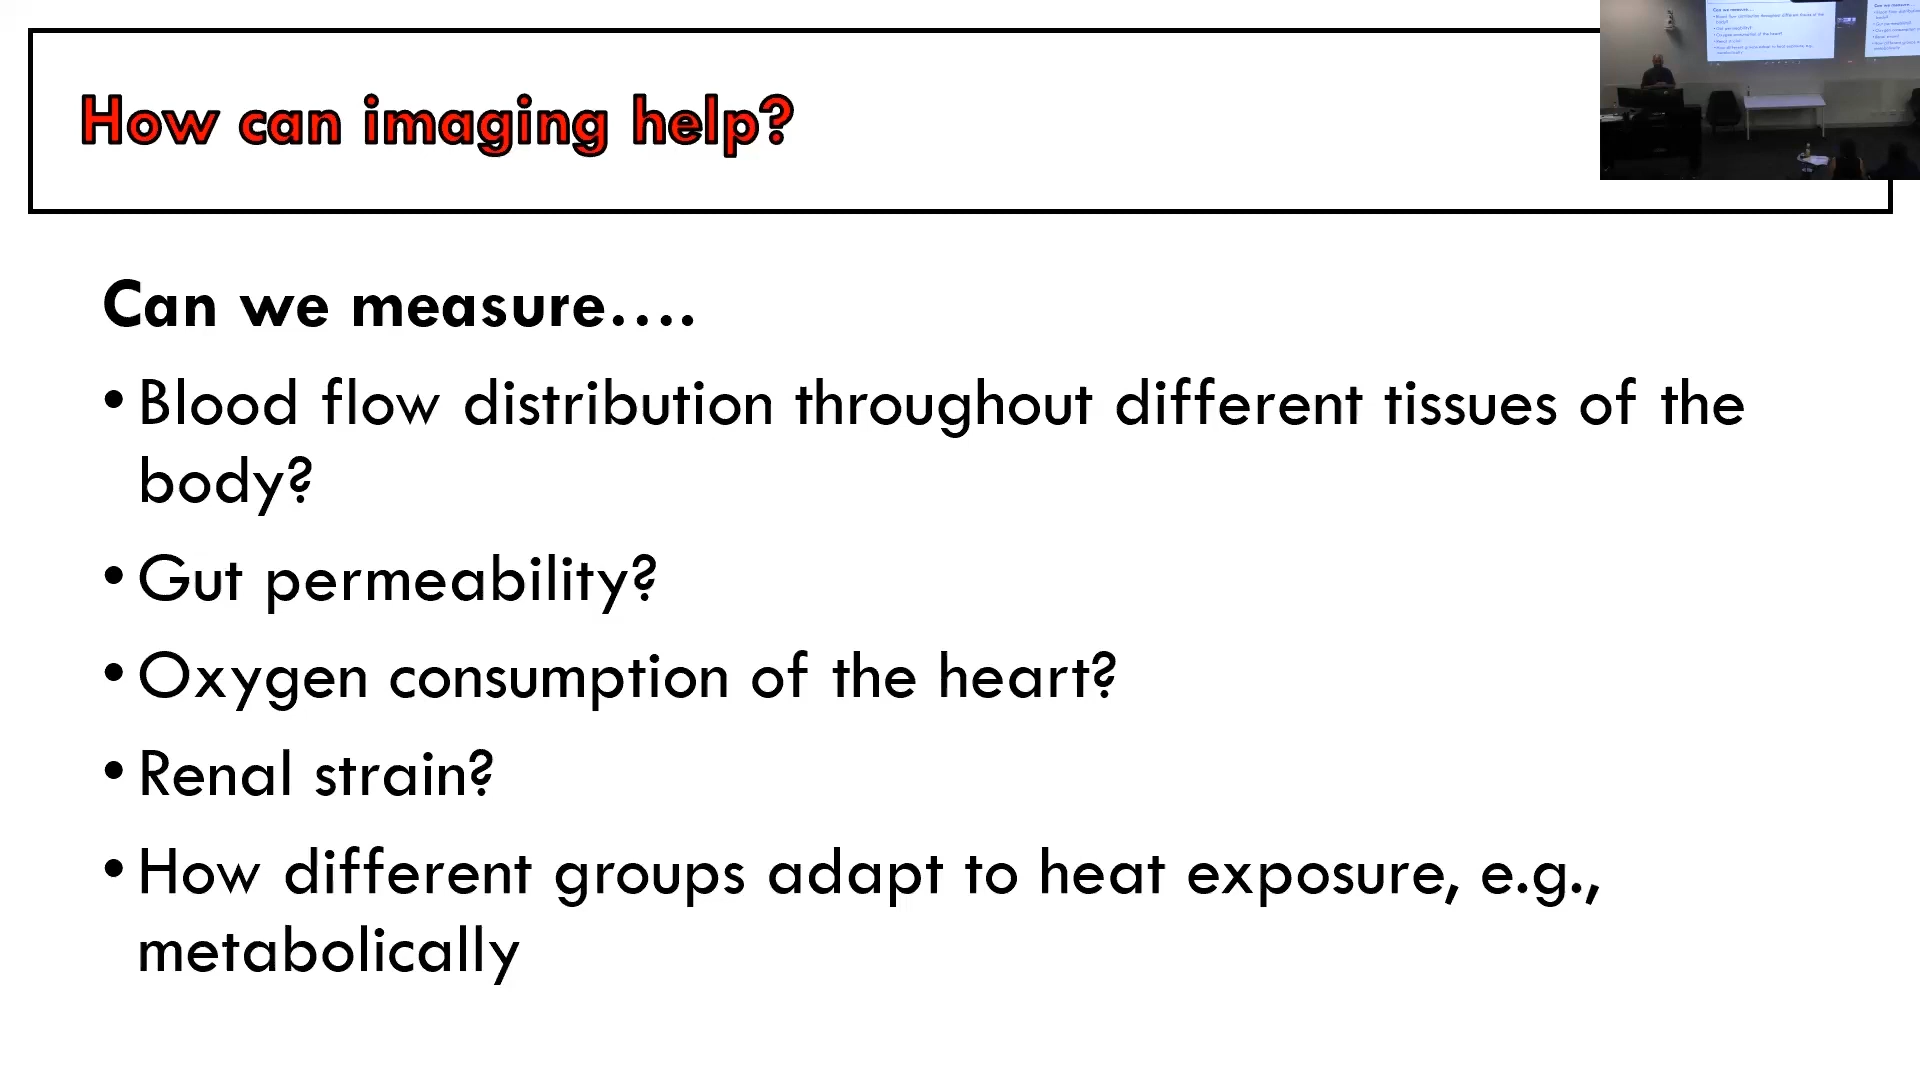 How can imaging help?
Can we measure....
• Blood flow distribution throughout different tissues of the
body?
• Gut permeability?
• Oxygen consumption of the heart?
• Renal strain?
• How different groups adapt to heat exposure, e.g.,
metabolically